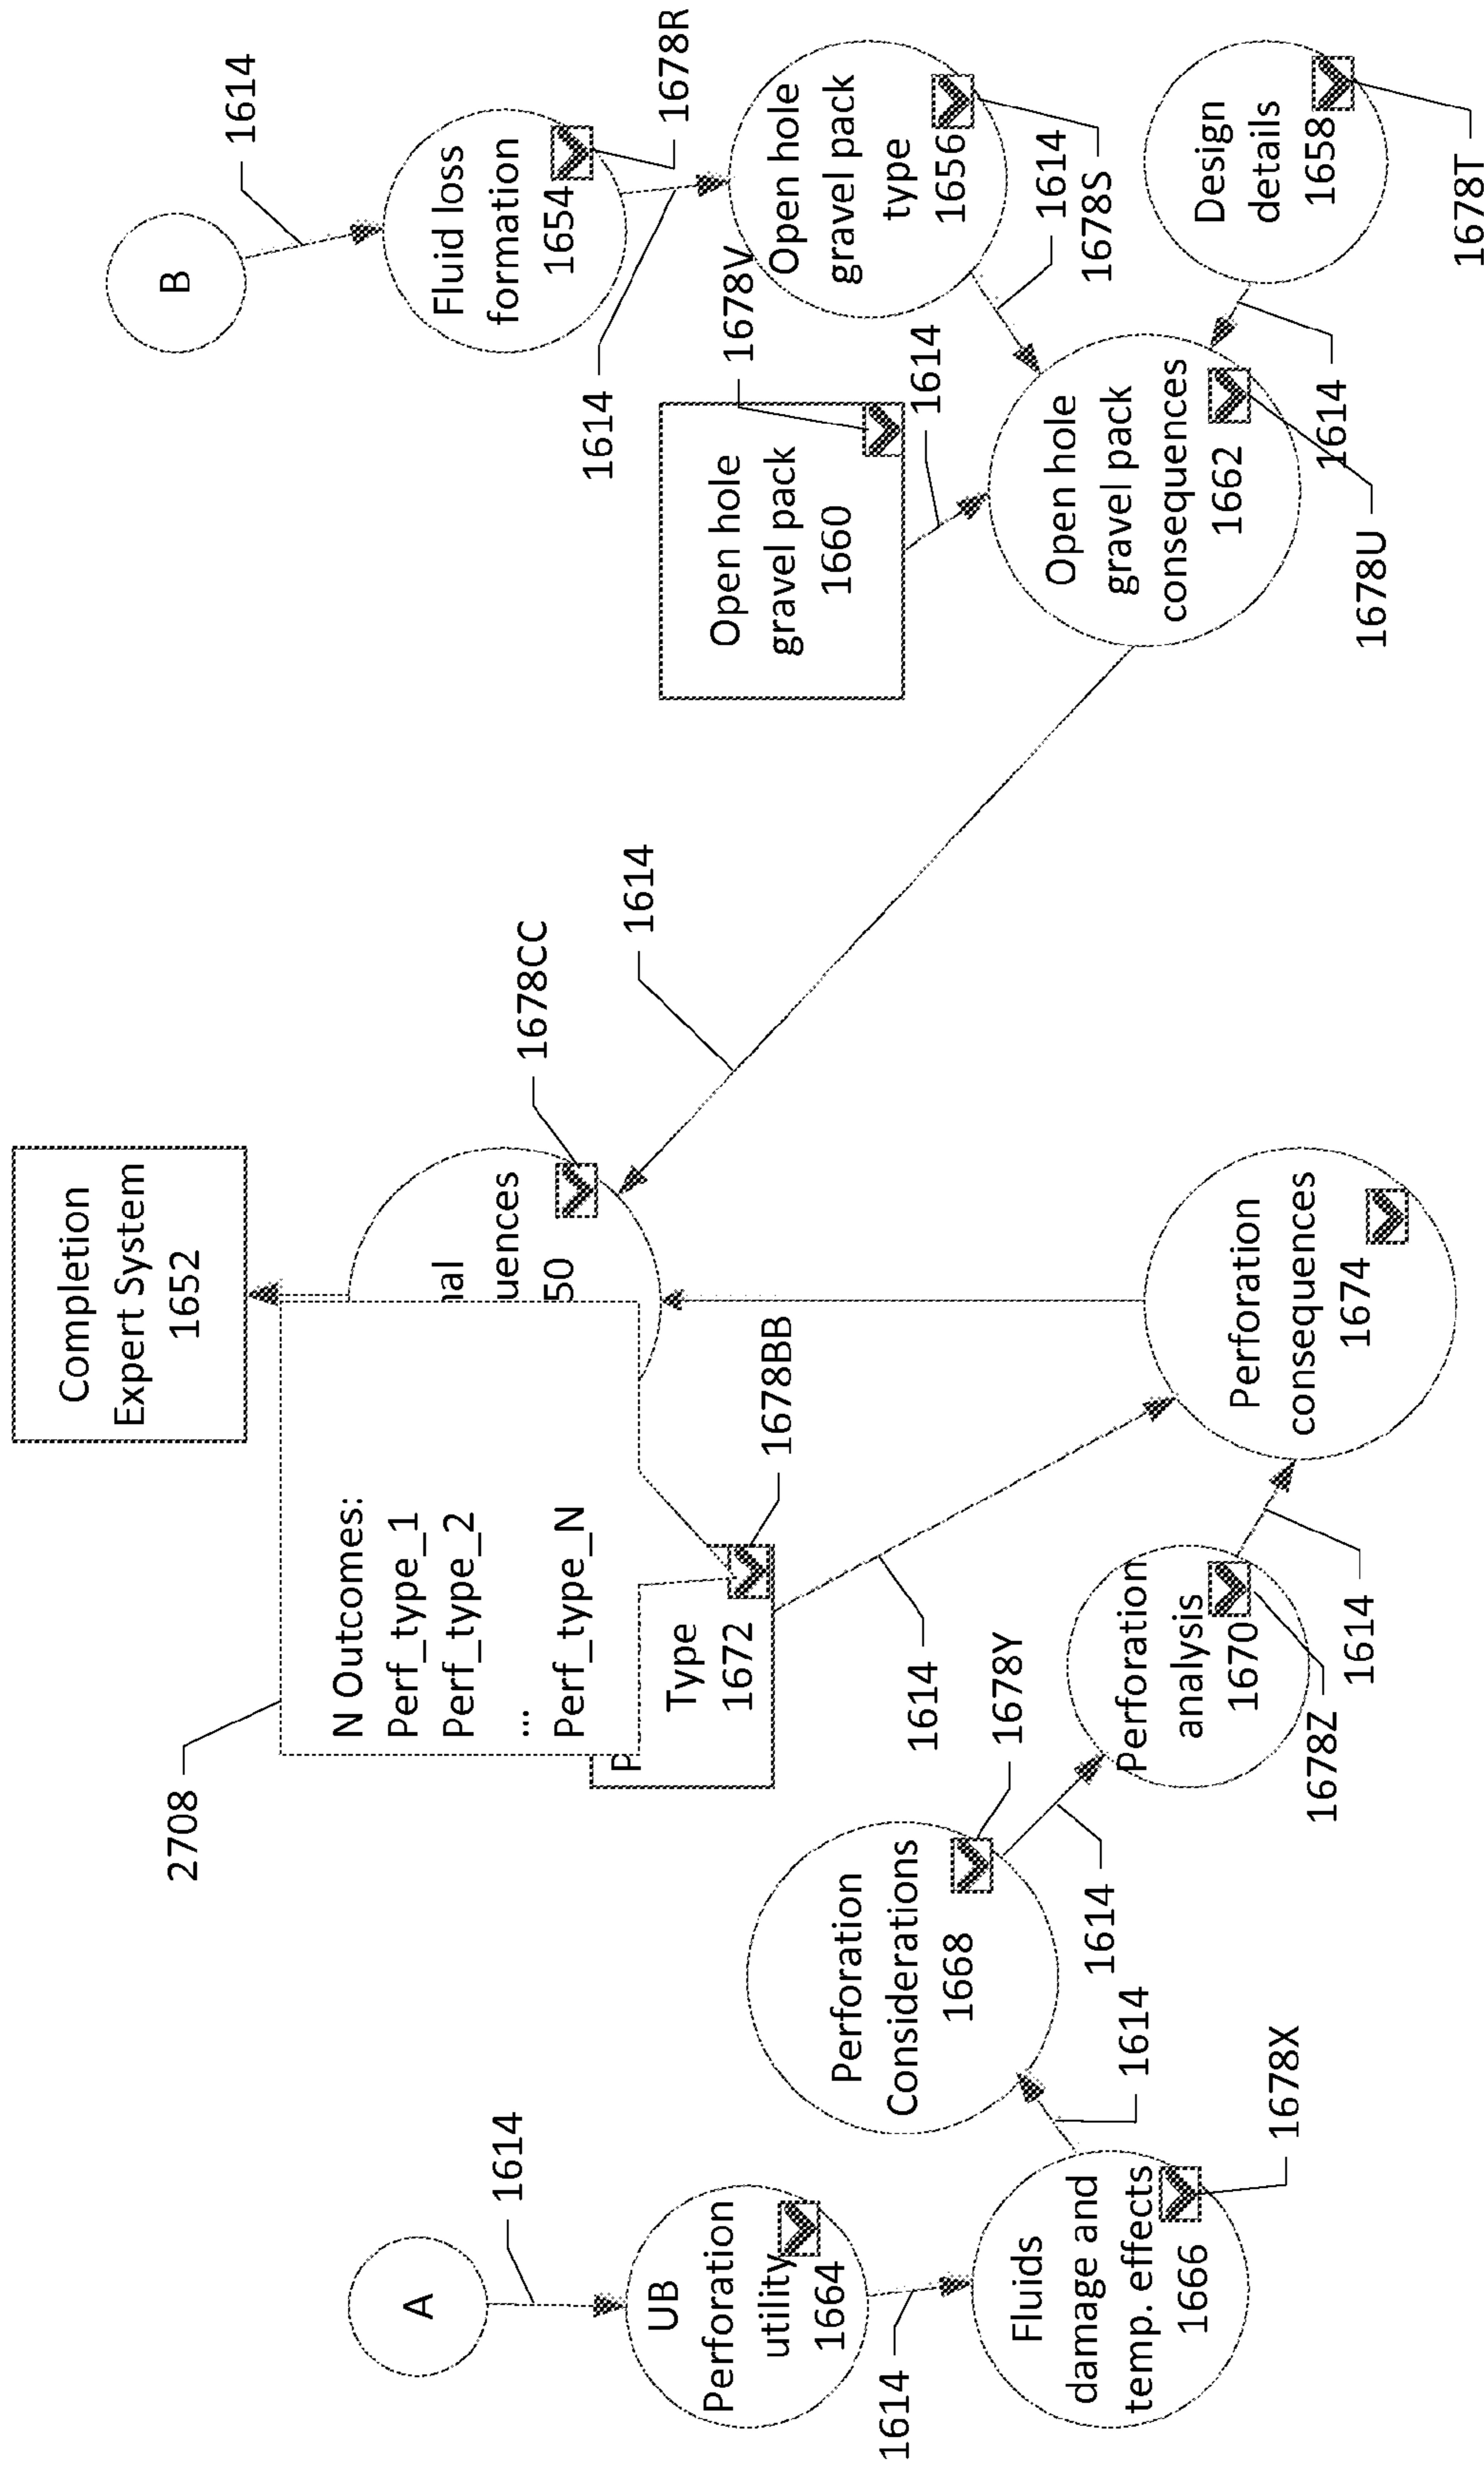 Completion
Expert System
1652
2708
N Outcomes:
Perf_type_1
Perf_type_2
...
Perf_type_N
uences
50
1678CC
Type
1672
1678BB
1614
A
1614
UB
Perforation
utility
1664
1614
Fluids
damage and
temp. effects
1666
1678X
1614
Perforation
Considerations
1668
1678Y
1614
Perforation
analysis
1670
1678Z
1614
Perforation
consequences
1674
1614
B
1614
Fluid loss
formation
1654
1678R
1614
Open hole
gravel pack
type
1656
1678S
1614
1678V
Open hole
gravel pack
1660
1614
Open hole
gravel pack
consequences
1662
1678U
1614
Design
details
1658
1678T